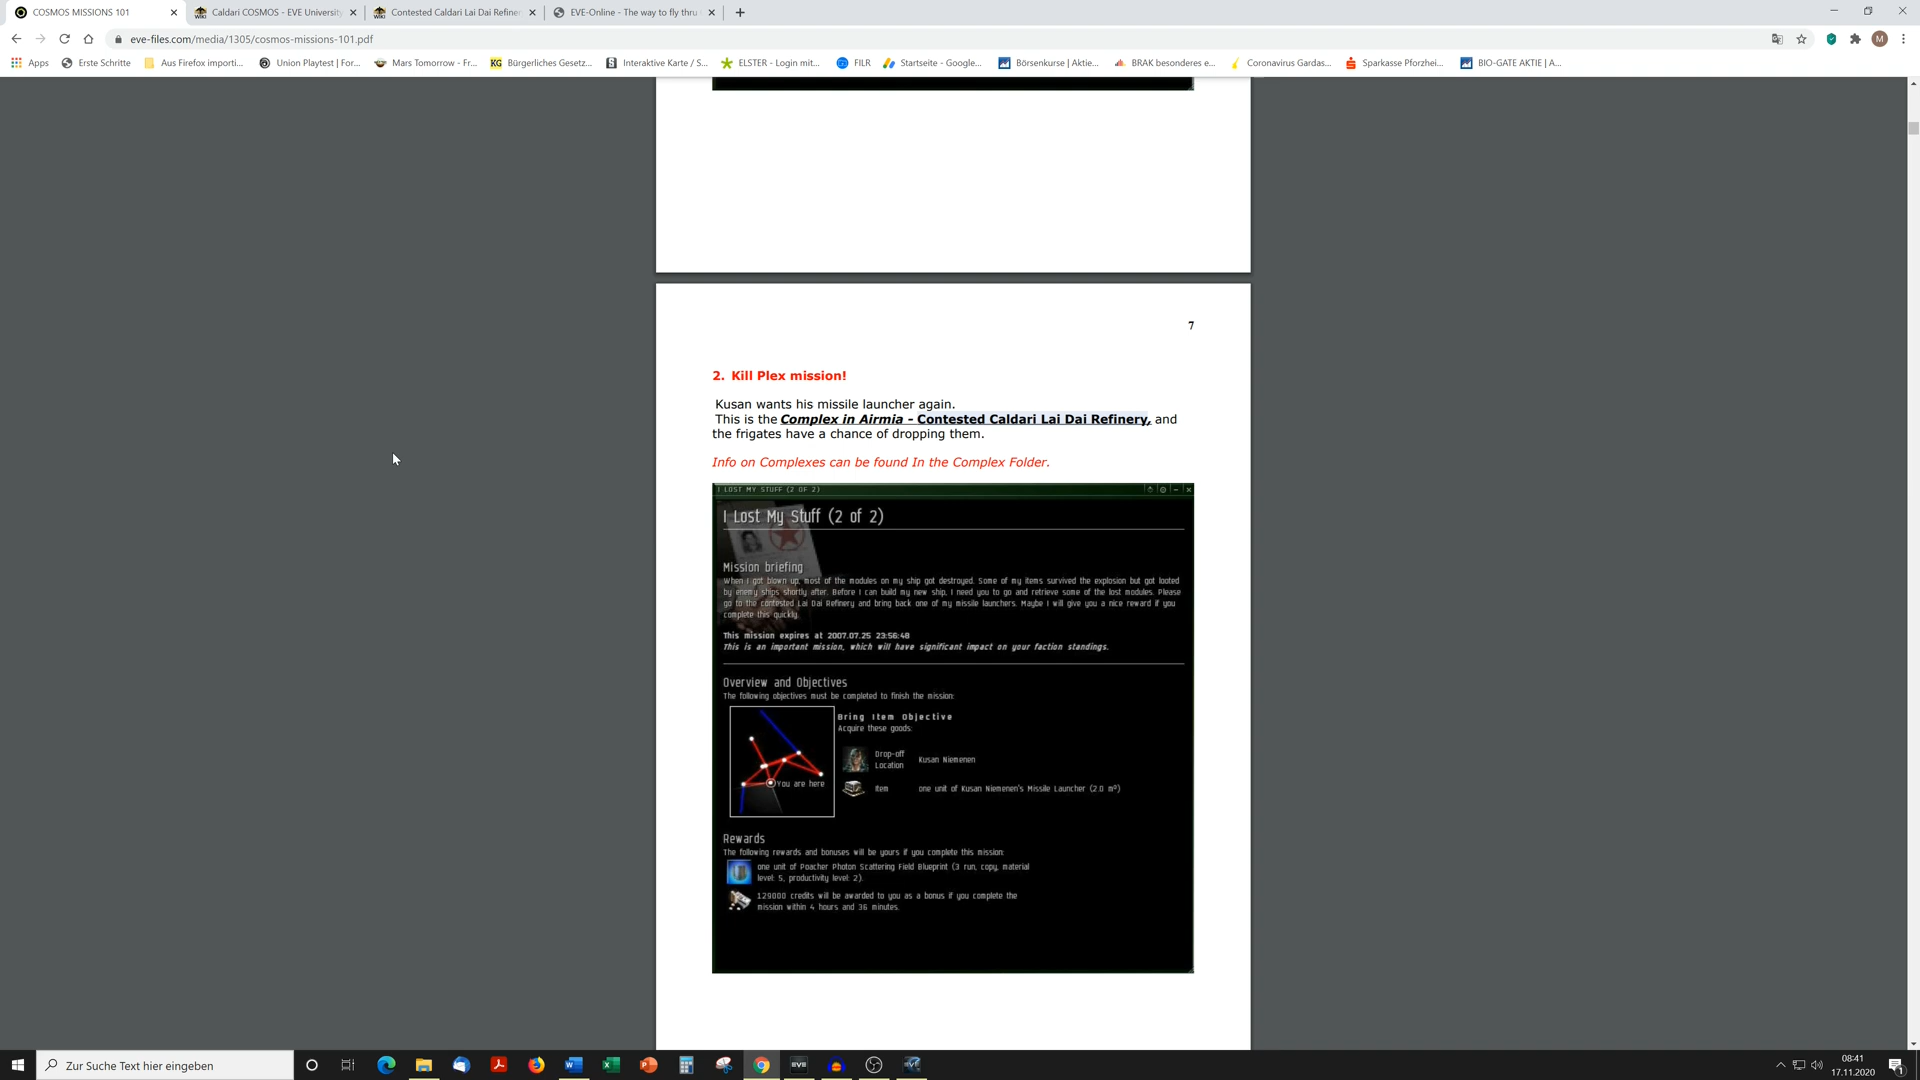 COSMOS MISSIONS 101
Caldari COSMOS - EVE University
Contested Caldari Lai Dai Refiner
EVE-Online - The way to fly thru
eve-files.com/media/1305/cosmos-missions-101.pdf
M
Apps
Erste Schritte
Aus Firefox importi...
Union Playtest | For...
Mars Tomorrow - Fr...
KG Bürgerliches Gesetz...
Interaktive Karte / S...
ELSTER - Login mit...
FILR
Startseite - Google...
Börsenkurse | Aktie...
BRAK besonderes e...
Coronavirus Gardas...
Sparkasse Pforzhei...
BIO-GATE AKTIE | A...
7
2. Kill Plex mission!
Kusan wants his missile launcher again.
This is the Complex in Airmia - Contested Caldari Lai Dai Refinery, and
the frigates have a chance of dropping them.
Info on Complexes can be found In the Complex Folder.
I LOST MY STUFF (2 OF 2)
I Lost My Stuff (2 of 2)
Mission briefing
When I got blown up, most of the modules on my ship got destroyed. Some of my items survived the explosion but got looted
by enemy ships shortly after. Before I can build my new ship, I need you to go and retrieve some of the lost modules. Please
go to the contested Lai Dai Refinery and bring back one of my missile launchers. Maybe I will give you a nice reward if you
complete this quickly.
This mission expires at 2007.07.25 23:56:48
This is an important mission, which will have significant impact on your faction standings.
Overview and Objectives
The following objectives must be completed to finish the mission:
Bring Item Objective
Acquire these goods:
Drop-off
Location
Kusan Niemenen
You are here
Item
one unit of Kusan Niemenen's Missile Launcher (2.0 m³)
Rewards
The following rewards and bonuses will be yours if you complete this mission:
one unit of Poacher Photon Scattering Field Blueprint (3 run, copy, material
level: 5, productivity level: 2).
129000 credits will be awarded to you as a bonus if you complete the
mission within 4 hours and 36 minutes.
Zur Suche Text hier eingeben
EVE
08:41
17.11.2020
1